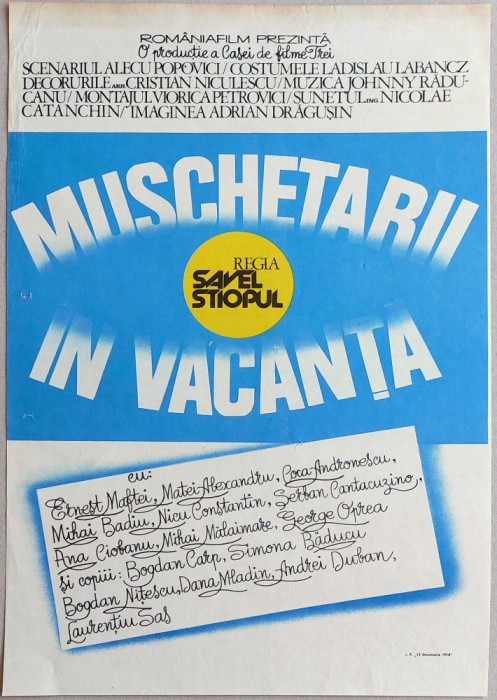 ROMÂNIAFILM PREZINTĂ
O producție a Casei de filme Trei
SCENARIUL ALECU POPOVICI/COSTUMELE LADISLAU LABANCZ
DECORURILE ARH. CRISTIAN NICULESCU/MUZICA JOHNNY RĂDU-
CANU/MONTAJUL VIORICA PETROVICI/SUNETUL ING. NICOLAE
CATANCHIN/IMAGINEA ADRIAN DRĂGUȘIN
MUSCHETARII
REGIA
SAVEL
STIOPUL
IN VACANȚA
cu:
Ernest Maftei, Matei Alexandru, Cora Andronescu,
Mihai Badiu, Nicu Constantin, Șerban Cantacuzino,
Ana Ciobanu, Mihai Mălaimare, George Oprea
și copiii: Bogdan Carp, Simona Băducu
Bogdan Nițescu, Dana Mladin, Andrei Duban,
Laurențiu Sas